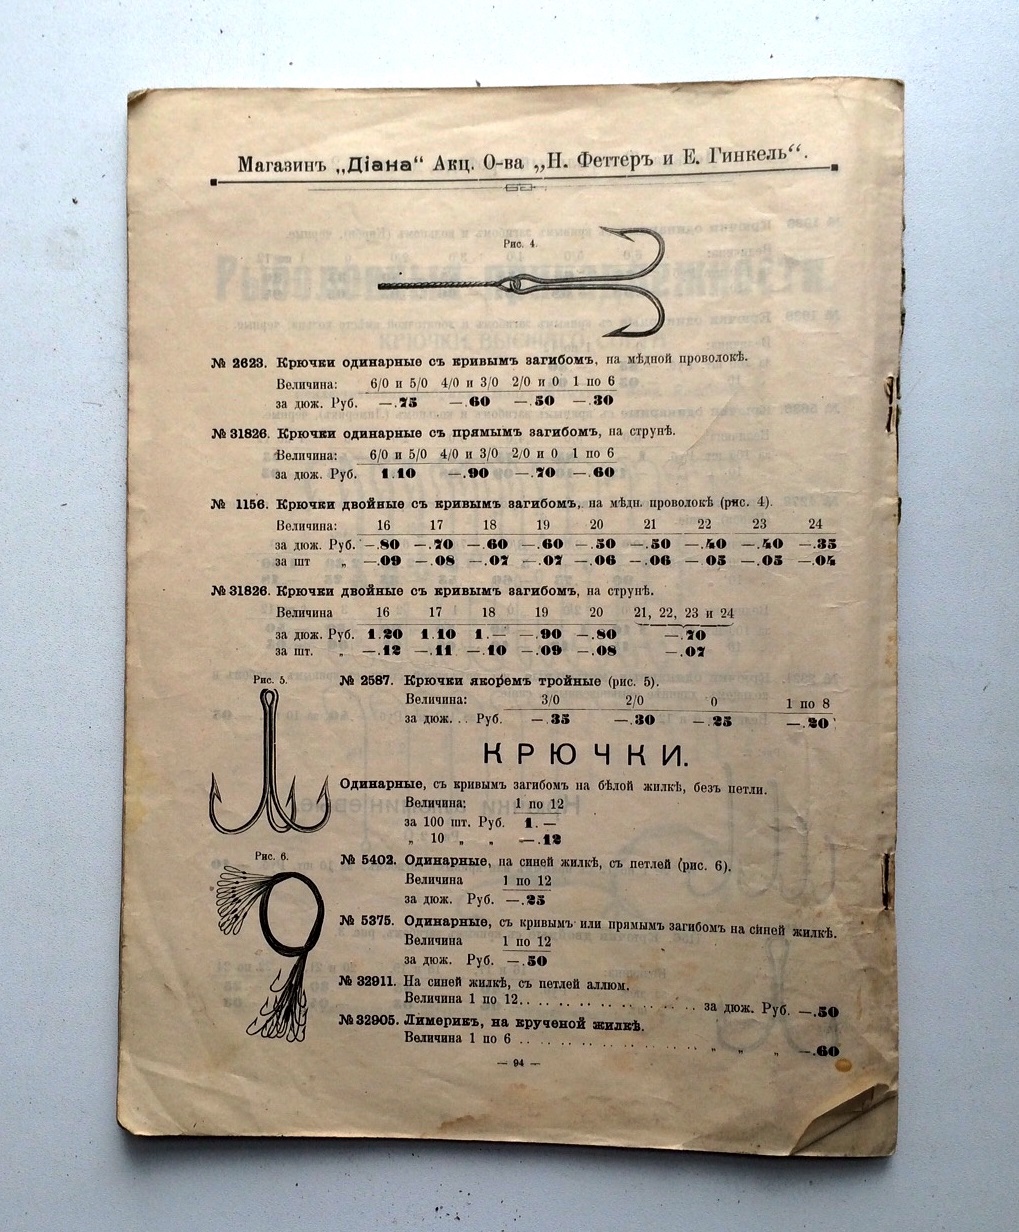 Магазинъ „Діана“ Акц. О-ва „Н. Феттеръ и Е. Гинкель“.
Рис. 4.
№ 2623. Крючки одинарные съ кривымъ загибомъ, на мѣдной проволокѣ.
Величина: 6/0 и 5/0 4/0 и 3/0 2/0 и 0 1 по 6
за дюж. Руб. —.75 —.60 —.50 —.30
№ 31826. Крючки одинарные съ прямымъ загибомъ, на струнѣ.
Величина: 6/0 и 5/0 4/0 и 3/0 2/0 и 0 1 по 6
за дюж. Руб. 1.10 —.90 —.70 —.60
№ 1156. Крючки двойные съ кривымъ загибомъ, на мѣдн. проволокѣ (рис. 4).
Величина: 16 17 18 19 20 21 22 23 24
за дюж. Руб. —.80 —.70 —.60 —.60 —.50 —.50 —.40 —.40 —.35
за шт „ —.09 —.08 —.07 —.07 —.06 —.06 —.05 —.05 —.04
№ 31826. Крючки двойные съ кривымъ загибомъ, на струнѣ.
Величина 16 17 18 19 20 21, 22, 23 и 24
за дюж. Руб. 1.20 1.10 1.— —.90 —.80 —.70
за шт. „ —.12 —.11 —.10 —.09 —.08 —.07
Рис. 5.
№ 2587. Крючки якоремъ тройные (рис. 5).
Величина: 3/0 2/0 0 1 по 8
за дюж. . . Руб. —.35 —.30 —.25 —.20
КРЮЧКИ.
Одинарные, съ кривымъ загибомъ на бѣлой жилкѣ, безъ петли.
Величина: 1 по 12
за 100 шт. Руб. 1.—
„ 10 „ „ —.12
Рис. 6.
№ 5402. Одинарные, на синей жилкѣ, съ петлей (рис. 6).
Величина 1 по 12
за дюж. Руб. —.25
№ 5375. Одинарные, съ кривымъ или прямымъ загибомъ на синей жилкѣ.
Величина 1 по 12
за дюж. Руб. —.50
№ 32911. На синей жилкѣ, съ петлей аллюм.
Величина 1 по 12. . . . . . . . . . . . . . . . за дюж. Руб. —.50
№ 32905. Лимерикъ, на крученой жилкѣ.
Величина 1 по 6 . . . . . . . . . . . . . . . . „ „ „ —.60
— 94 —